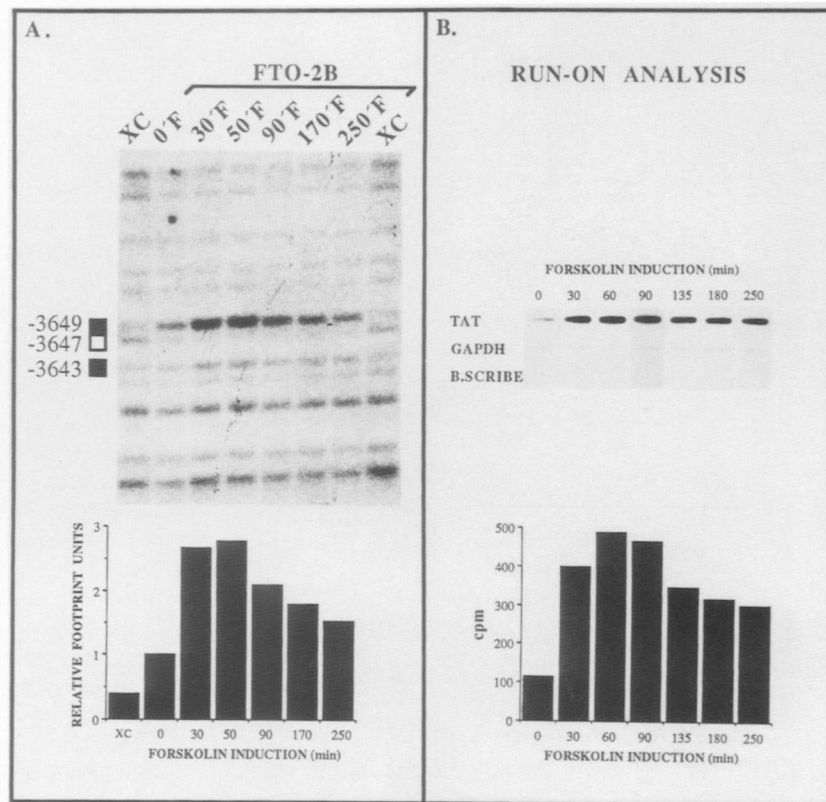 A.
FTO-2B
XC 0´F 30´F 50´F 90´F 170´F 250´F XC
-3649
-3647
-3643
RELATIVE FOOTPRINT UNITS
3
2
1
0
XC 0 30 50 90 170 250
FORSKOLIN INDUCTION (min)
B.
RUN-ON ANALYSIS
FORSKOLIN INDUCTION (min)
0 30 60 90 135 180 250
TAT
GAPDH
B.SCRIBE
cpm
500
400
300
200
100
0
0 30 60 90 135 180 250
FORSKOLIN INDUCTION (min)